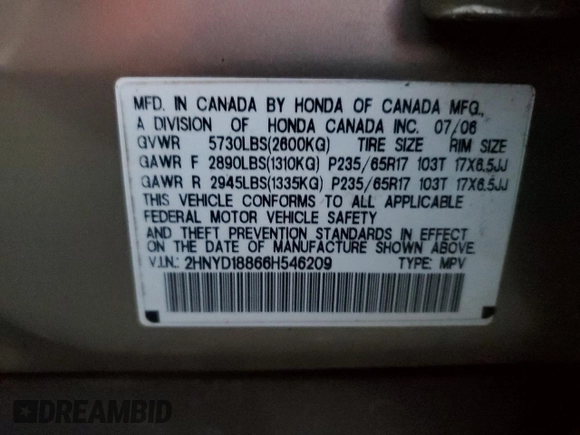 MFD. IN CANADA BY HONDA OF CANADA MFG.,
A DIVISION OF HONDA CANADA INC. 07/06
GVWR 5730LBS(2600KG) TIRE SIZE RIM SIZE
GAWR F 2890LBS(1310KG) P235/65R17 103T 17X6.5JJ
GAWR R 2945LBS(1335KG) P235/65R17 103T 17X6.5JJ
THIS VEHICLE CONFORMS TO ALL APPLICABLE
FEDERAL MOTOR VEHICLE SAFETY
AND THEFT PREVENTION STANDARDS IN EFFECT
ON THE DATE OF MANUFACTURE SHOWN ABOVE.
V.I.N.: 2HNYD18866H546209 TYPE: MPV
DREAMBID